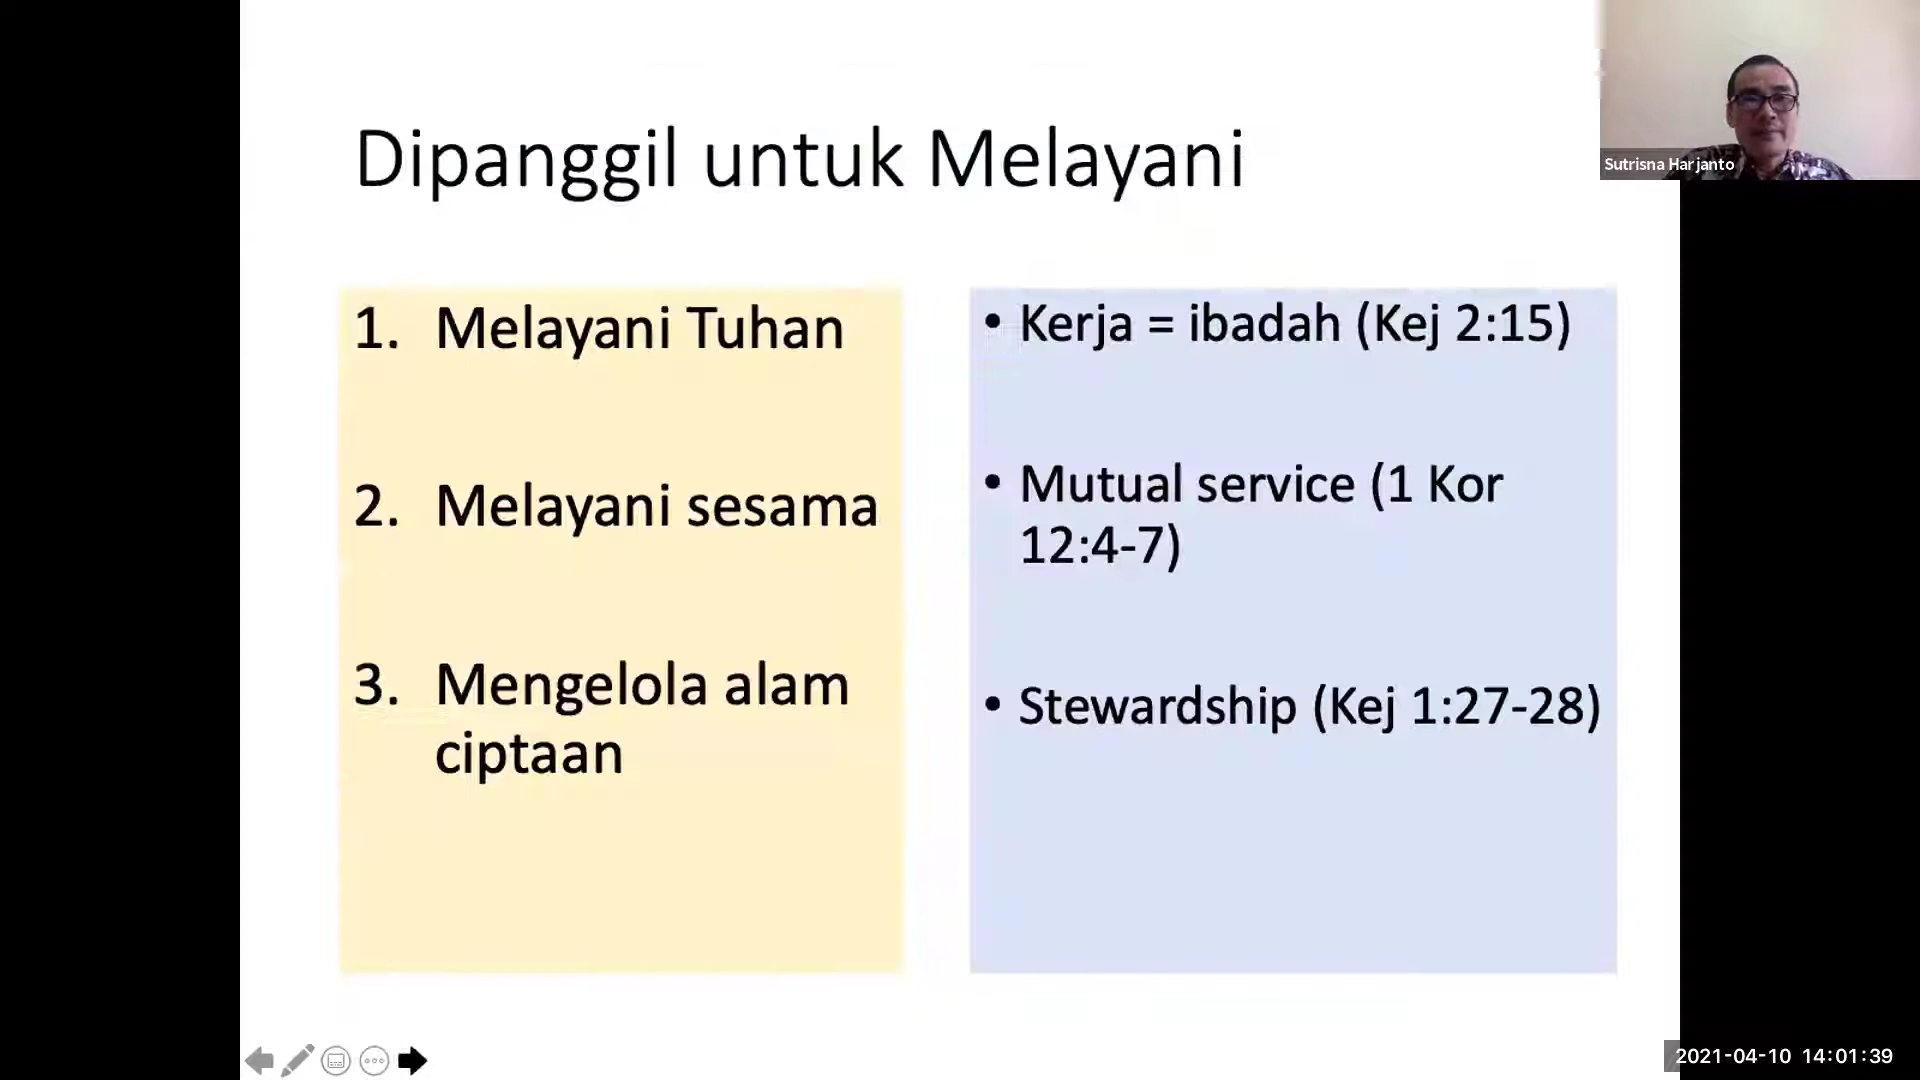 Dipanggil untuk Melayani
Sutrisna Harjanto
1. Melayani Tuhan
2. Melayani sesama
3. Mengelola alam
ciptaan
• Kerja = ibadah (Kej 2:15)
• Mutual service (1 Kor
12:4-7)
• Stewardship (Kej 1:27-28)
2021-04-10 14:01:39